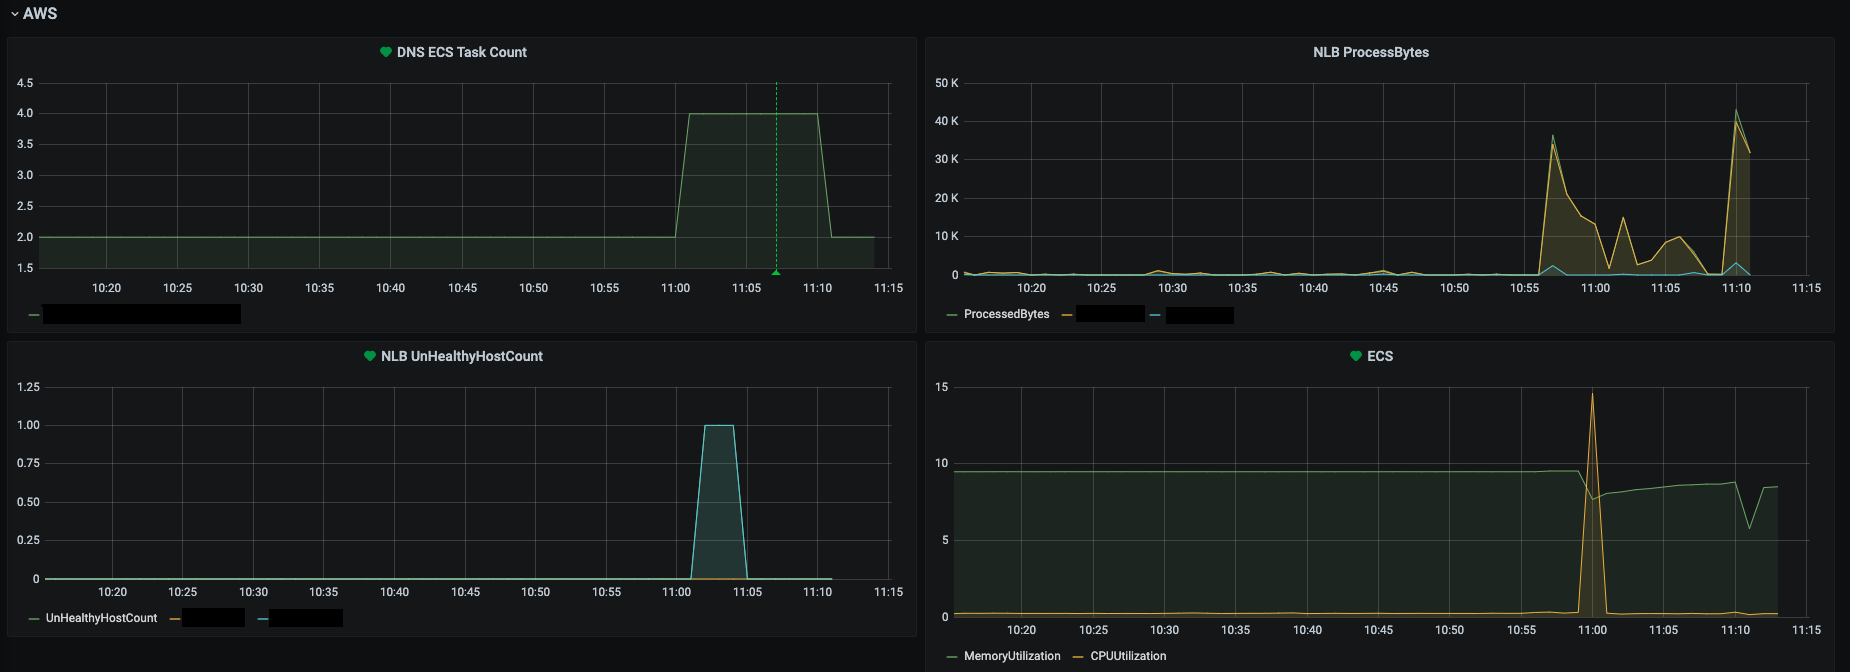 AWS
DNS ECS Task Count
4.5
4.0
3.5
3.0
2.5
2.0
1.5
10:20 10:25 10:30 10:35 10:40 10:45 10:50 10:55 11:00 11:05 11:10 11:15
NLB ProcessBytes
50 K
40 K
30 K
20 K
10 K
0
10:20 10:25 10:30 10:35 10:40 10:45 10:50 10:55 11:00 11:05 11:10 11:15
ProcessedBytes
NLB UnHealthyHostCount
1.25
1.00
0.75
0.50
0.25
0
10:20 10:25 10:30 10:35 10:40 10:45 10:50 10:55 11:00 11:05 11:10 11:15
UnHealthyHostCount
ECS
15
10
5
0
10:20 10:25 10:30 10:35 10:40 10:45 10:50 10:55 11:00 11:05 11:10 11:15
MemoryUtilization CPUUtilization